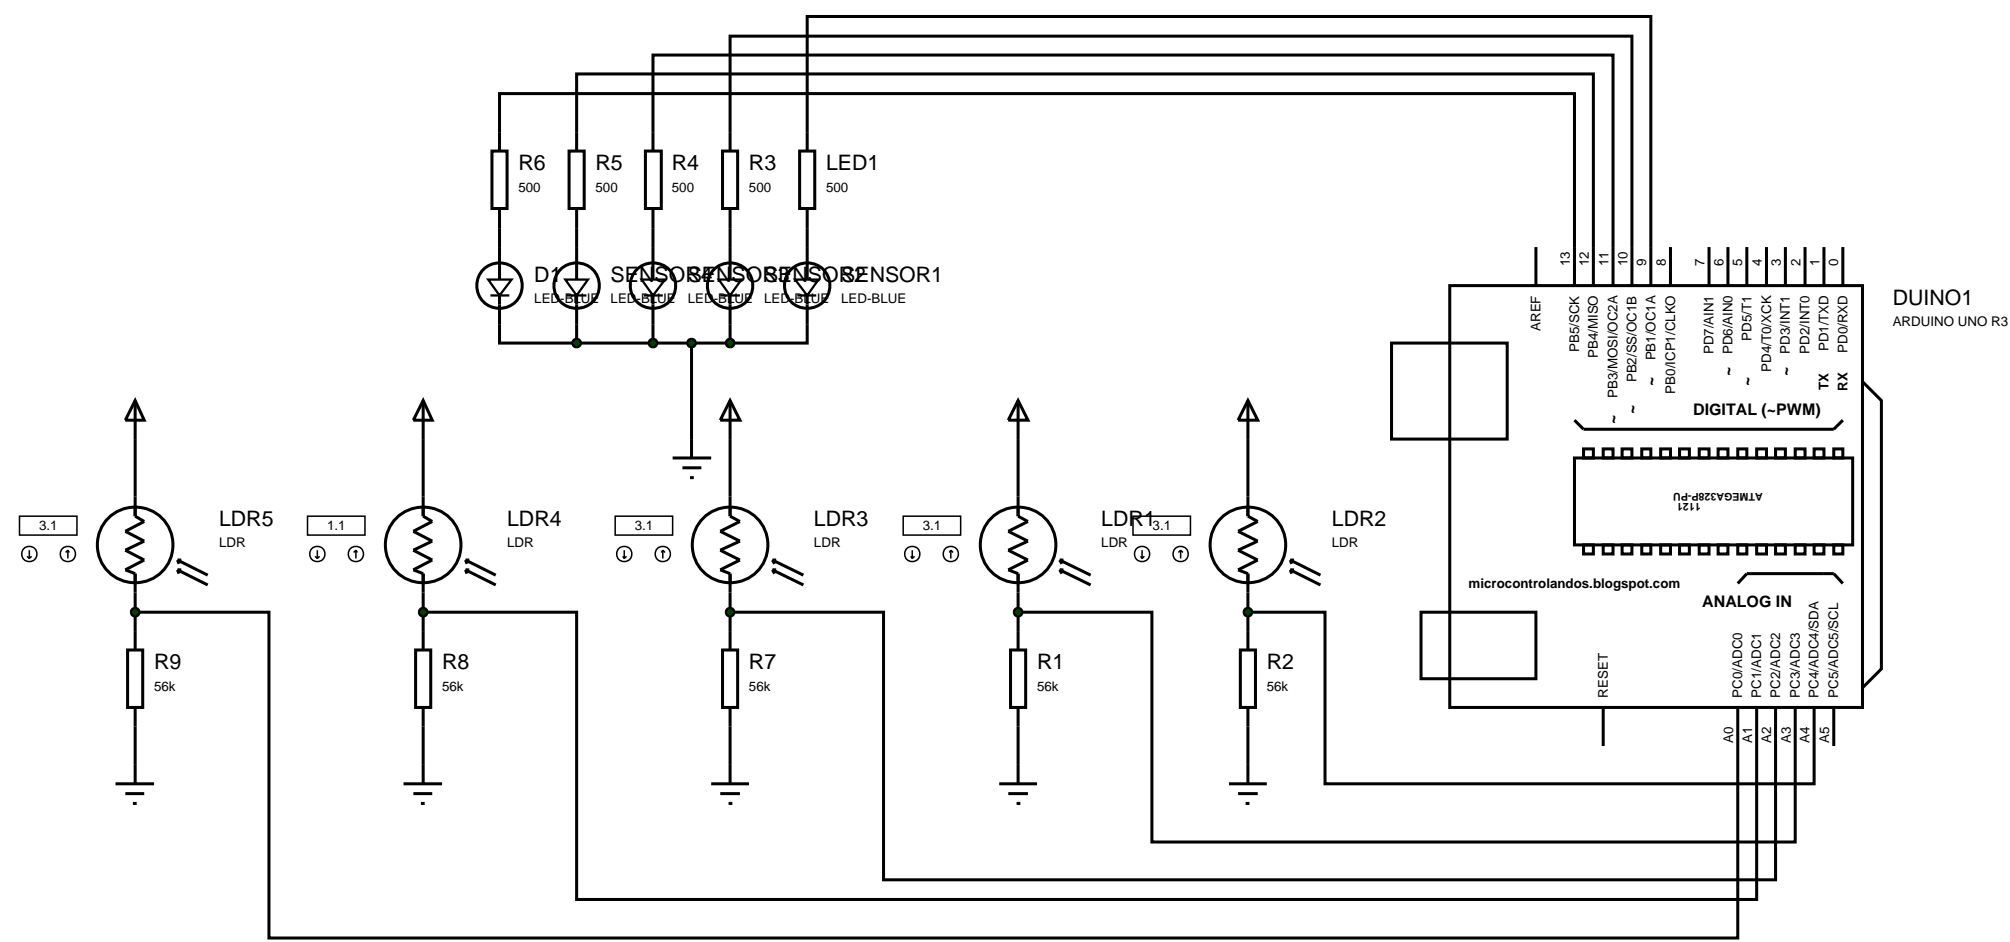 R6
500
R5
500
R4
500
R3
500
LED1
500
D1
LED-BLUE
SENSOR4
LED-BLUE
SENSOR3
LED-BLUE
SENSOR2
LED-BLUE
SENSOR1
LED-BLUE
DUINO1
ARDUINO UNO R3
AREF
13
12
11
10
9
8
7
6
5
4
3
2
1
0
PB5/SCK
PB4/MISO
PB3/MOSI/OC2A
~
PB2/SS/OC1B
~
PB1/OC1A
~
PB0/ICP1/CLKO
PD7/AIN1
PD6/AIN0
~
PD5/T1
~
PD4/T0/XCK
PD3/INT1
~
PD2/INT0
PD1/TXD
TX
PD0/RXD
RX
DIGITAL (~PWM)
ATMEGA328P-PU
1121
microcontrolandos.blogspot.com
ANALOG IN
RESET
PC0/ADC0
PC1/ADC1
PC2/ADC2
PC3/ADC3
PC4/ADC4/SDA
PC5/ADC5/SCL
A0
A1
A2
A3
A4
A5
3.1
LDR5
LDR
1.1
LDR4
LDR
3.1
LDR3
LDR
3.1
LDR1
LDR
3.1
LDR2
LDR
R9
56k
R8
56k
R7
56k
R1
56k
R2
56k